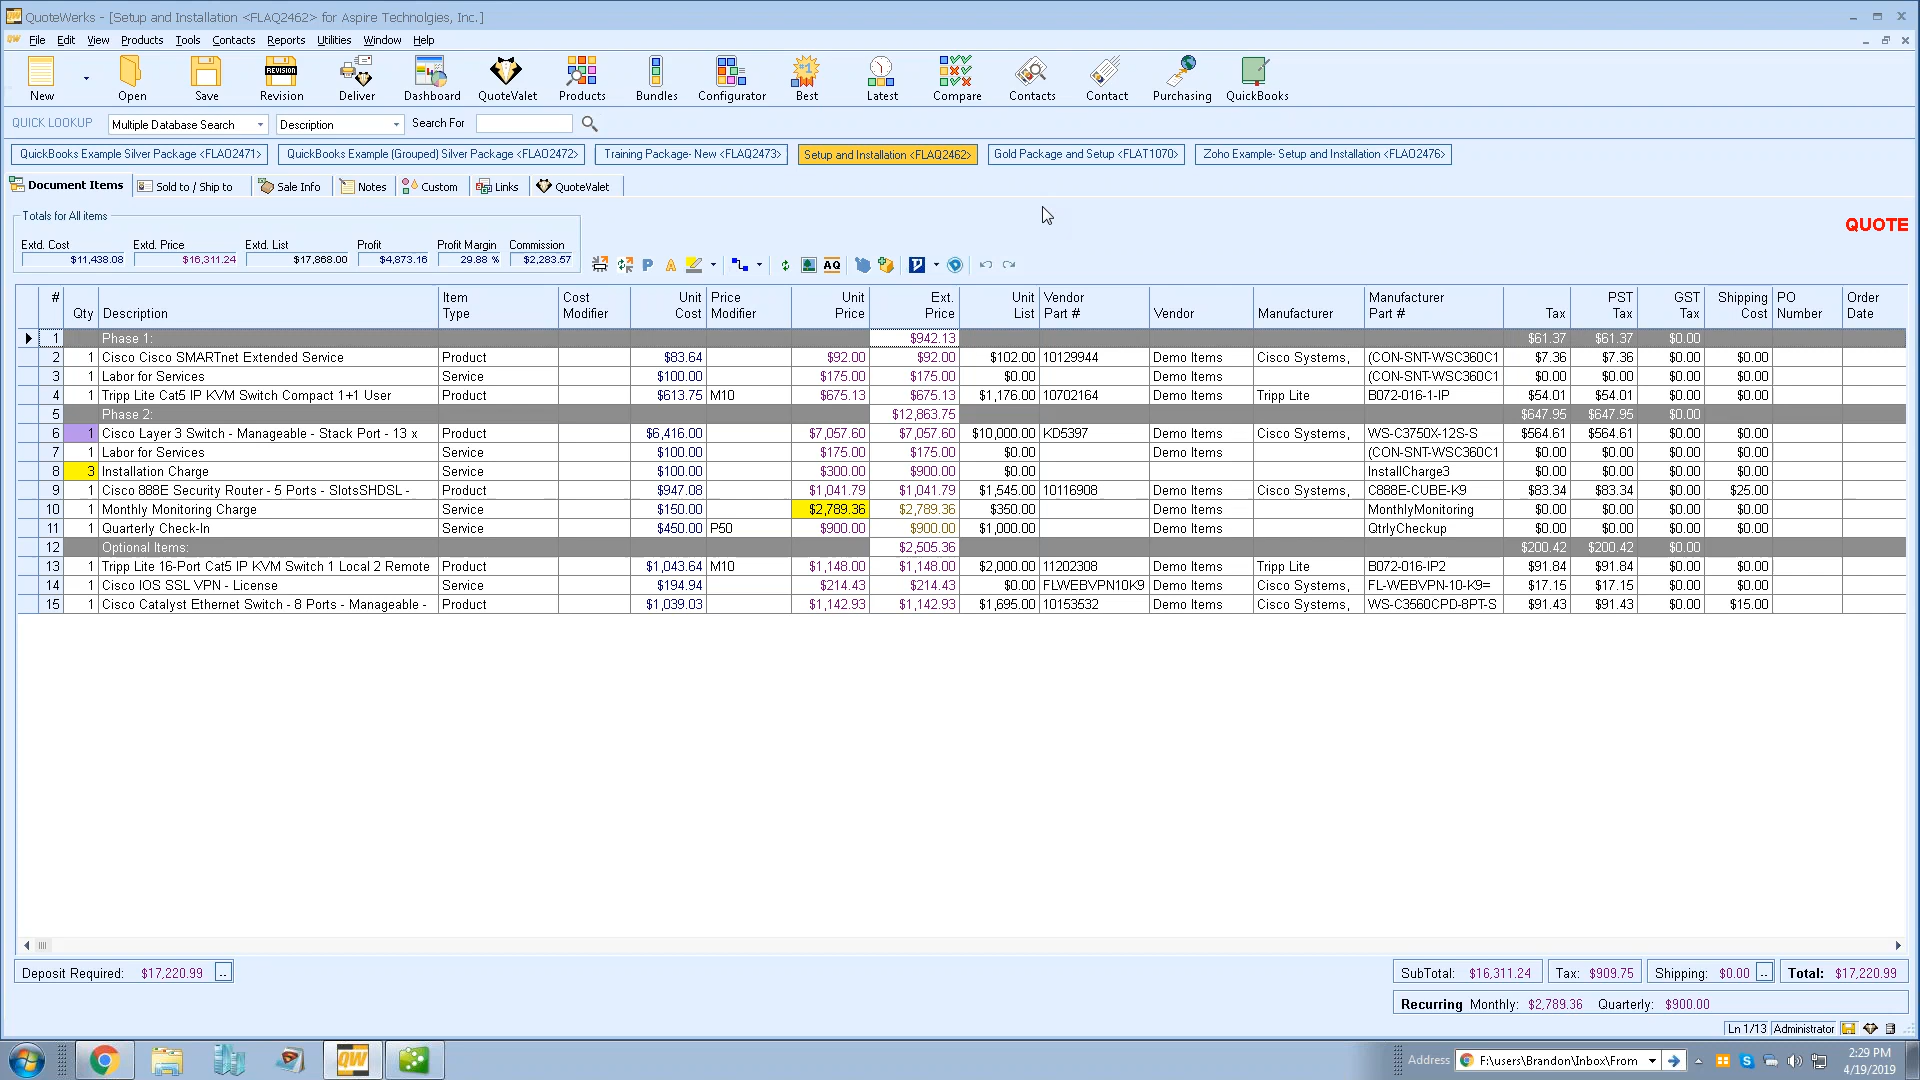 QuoteWerks - [Setup and Installation <FLAQ2462> for Aspire Technolgies, Inc.]
File Edit View Products Tools Contacts Reports Utilities Window Help
REVISION #1
New Open Save Revision Deliver Dashboard QuoteValet Products Bundles Configurator Best Latest Compare Contacts Contact Purchasing QuickBooks
QUICK LOOKUP Multiple Database Search Description Search For
QuickBooks Example Silver Package <FLAO2471> QuickBooks Example (Grouped) Silver Package <FLAO2472> Training Package- New <FLAQ2473> Setup and Installation <FLAQ2462> Gold Package and Setup <FLAT1070> Zoho Example- Setup and Installation <FLAO2476>
Document Items Sold to / Ship to Sale Info Notes Custom Links QuoteValet
Totals for All items
QUOTE
Extd. Cost Extd. Price Extd. List Profit Profit Margin Commission
$11,438.08 $16,311.24 $17,868.00 $4,873.16 29.88 % $2,283.57 P A AQ
# Qty Description Item Type Cost Modifier Unit Cost Price Modifier Unit Price Ext. Price Unit List Vendor Part # Vendor Manufacturer Manufacturer Part # Tax PST Tax GST Tax Shipping Cost PO Number Order Date
1 Phase 1: $942.13 $61.37 $61.37 $0.00
2 1 Cisco Cisco SMARTnet Extended Service Product $83.64 $92.00 $92.00 $102.00 10129944 Demo Items Cisco Systems, (CON-SNT-WSC360C1 $7.36 $7.36 $0.00 $0.00
3 1 Labor for Services Service $100.00 $175.00 $175.00 $0.00 Demo Items (CON-SNT-WSC360C1 $0.00 $0.00 $0.00 $0.00
4 1 Tripp Lite Cat5 IP KVM Switch Compact 1+1 User Product $613.75 M10 $675.13 $675.13 $1,176.00 10702164 Demo Items Tripp Lite B072-016-1-IP $54.01 $54.01 $0.00 $0.00
5 Phase 2: $12,863.75 $647.95 $647.95 $0.00
6 1 Cisco Layer 3 Switch - Manageable - Stack Port - 13 x Product $6,416.00 $7,057.60 $7,057.60 $10,000.00 KD5397 Demo Items Cisco Systems, WS-C3750X-12S-S $564.61 $564.61 $0.00 $0.00
7 1 Labor for Services Service $100.00 $175.00 $175.00 $0.00 Demo Items (CON-SNT-WSC360C1 $0.00 $0.00 $0.00 $0.00
8 3 Installation Charge Service $100.00 $300.00 $900.00 $0.00 InstallCharge3 $0.00 $0.00 $0.00 $0.00
9 1 Cisco 888E Security Router - 5 Ports - SlotsSHDSL - Product $947.08 $1,041.79 $1,041.79 $1,545.00 10116908 Demo Items Cisco Systems, C888E-CUBE-K9 $83.34 $83.34 $0.00 $25.00
10 1 Monthly Monitoring Charge Service $150.00 $2,789.36 $2,789.36 $350.00 Demo Items MonthlyMonitoring $0.00 $0.00 $0.00 $0.00
11 1 Quarterly Check-In Service $450.00 P50 $900.00 $900.00 $1,000.00 Demo Items QtrlyCheckup $0.00 $0.00 $0.00 $0.00
12 Optional Items: $2,505.36 $200.42 $200.42 $0.00
13 1 Tripp Lite 16-Port Cat5 IP KVM Switch 1 Local 2 Remote Product $1,043.64 M10 $1,148.00 $1,148.00 $2,000.00 11202308 Demo Items Tripp Lite B072-016-IP2 $91.84 $91.84 $0.00 $0.00
14 1 Cisco IOS SSL VPN - License Service $194.94 $214.43 $214.43 $0.00 FLWEBVPN10K9 Demo Items Cisco Systems, FL-WEBVPN-10-K9= $17.15 $17.15 $0.00 $0.00
15 1 Cisco Catalyst Ethernet Switch - 8 Ports - Manageable - Product $1,039.03 $1,142.93 $1,142.93 $1,695.00 10153532 Demo Items Cisco Systems, WS-C3560CPD-8PT-S $91.43 $91.43 $0.00 $15.00
Deposit Required: $17,220.99 .. SubTotal: $16,311.24 Tax: $909.75 Shipping: $0.00 .. Total: $17,220.99
Recurring Monthly: $2,789.36 Quarterly: $900.00
Ln 1/13 Administrator
QW Address F:\users\Brandon\Inbox\From 2:29 PM
4/19/2019